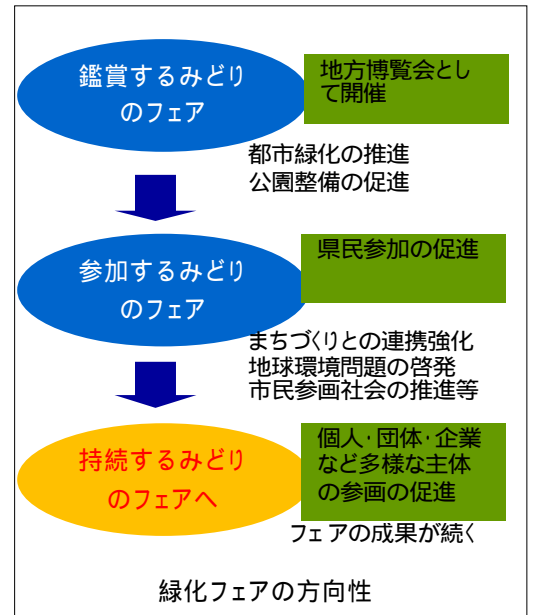 鑑賞するみどり
のフェア
地方博覧会とし
て開催
都市緑化の推進
公園整備の促進
参加するみどり
のフェア
県民参加の促進
まちづくりとの連携強化
地球環境問題の啓発
市民参画社会の推進等
持続するみどり
のフェアへ
個人・団体・企業
など多様な主体
の参画の促進
フェアの成果が続く
緑化フェアの方向性